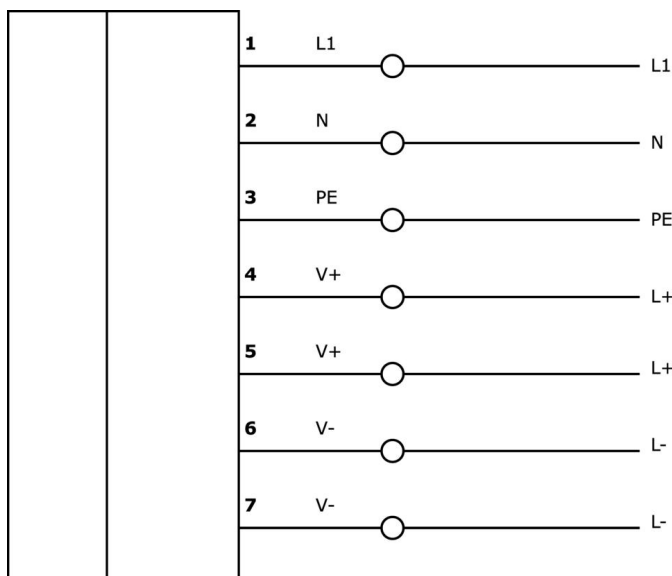 1 L1 L1
2 N N
3 PE PE
4 V+ L+
5 V+ L+
6 V- L-
7 V- L-